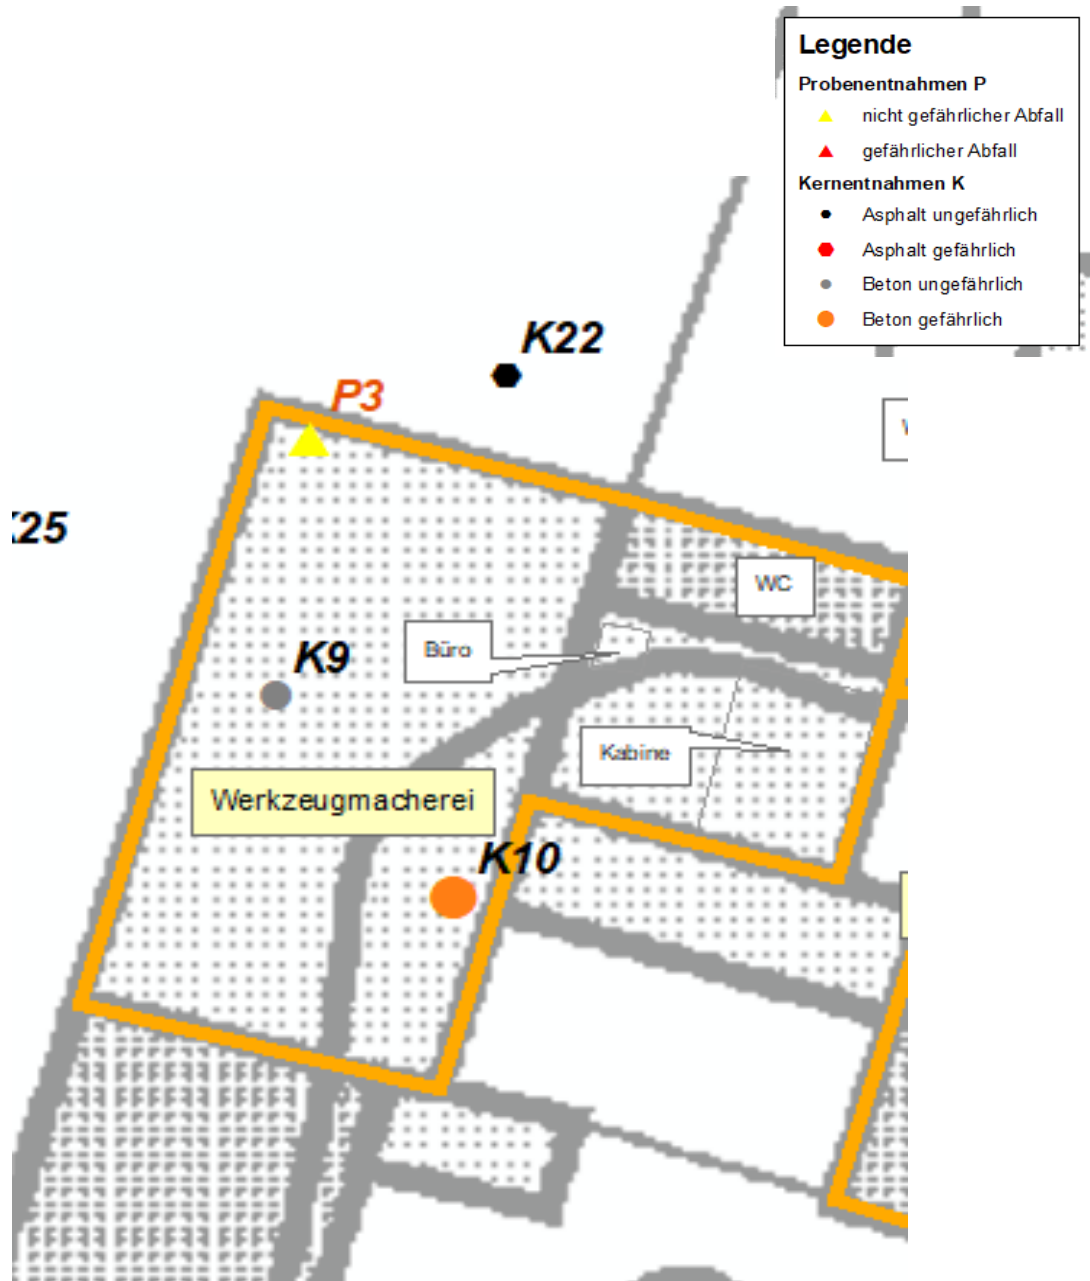 Legende
Probenentnahmen P
nicht gefährlicher Abfall
gefährlicher Abfall
Kernentnahmen K
Asphalt ungefährlich
Asphalt gefährlich
Beton ungefährlich
Beton gefährlich
K22
P3
K25
WC
Büro
K9
Kabine
Werkzeugmacherei
K10